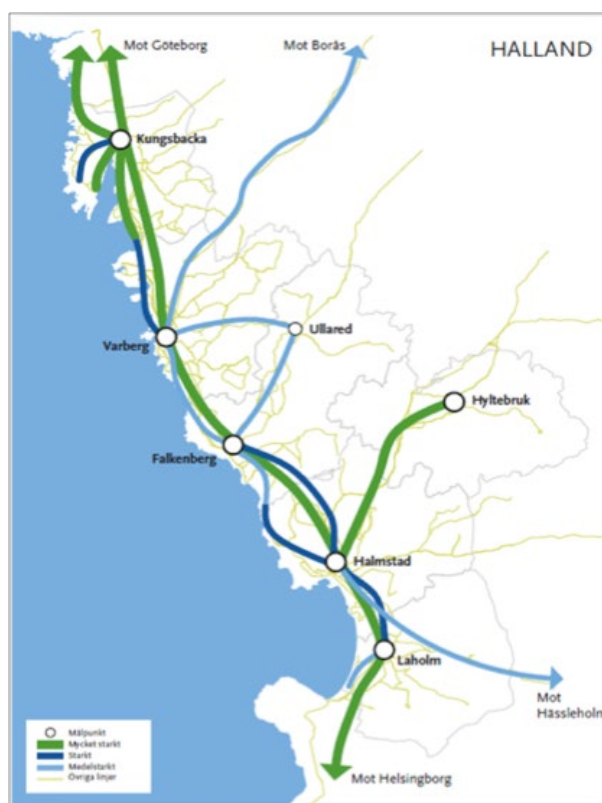 Mot Göteborg
Mot Borås
HALLAND
Kungsbacka
Varberg
Ullared
Hyltebruk
Falkenberg
Halmstad
Laholm
Mot
Hässleholm
Mot Helsingborg
Målpunkt
Mycket starkt
Starkt
Medelstarkt
Övriga linjer